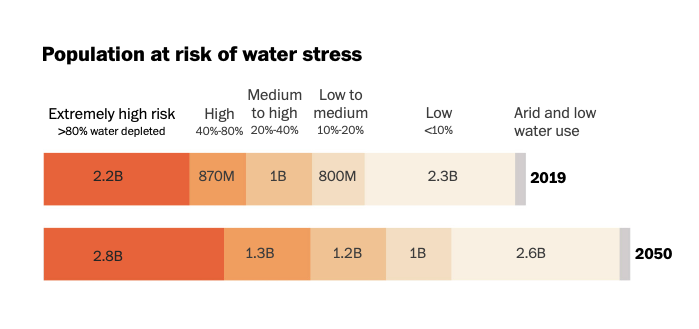 Population at risk of water stress
Extremely high risk
>80% water depleted
High
40%-80%
Medium
to high
20%-40%
Low to
medium
10%-20%
Low
<10%
Arid and low
water use
2.2B 870M 1B 800M 2.3B 2019
2.8B 1.3B 1.2B 1B 2.6B 2050